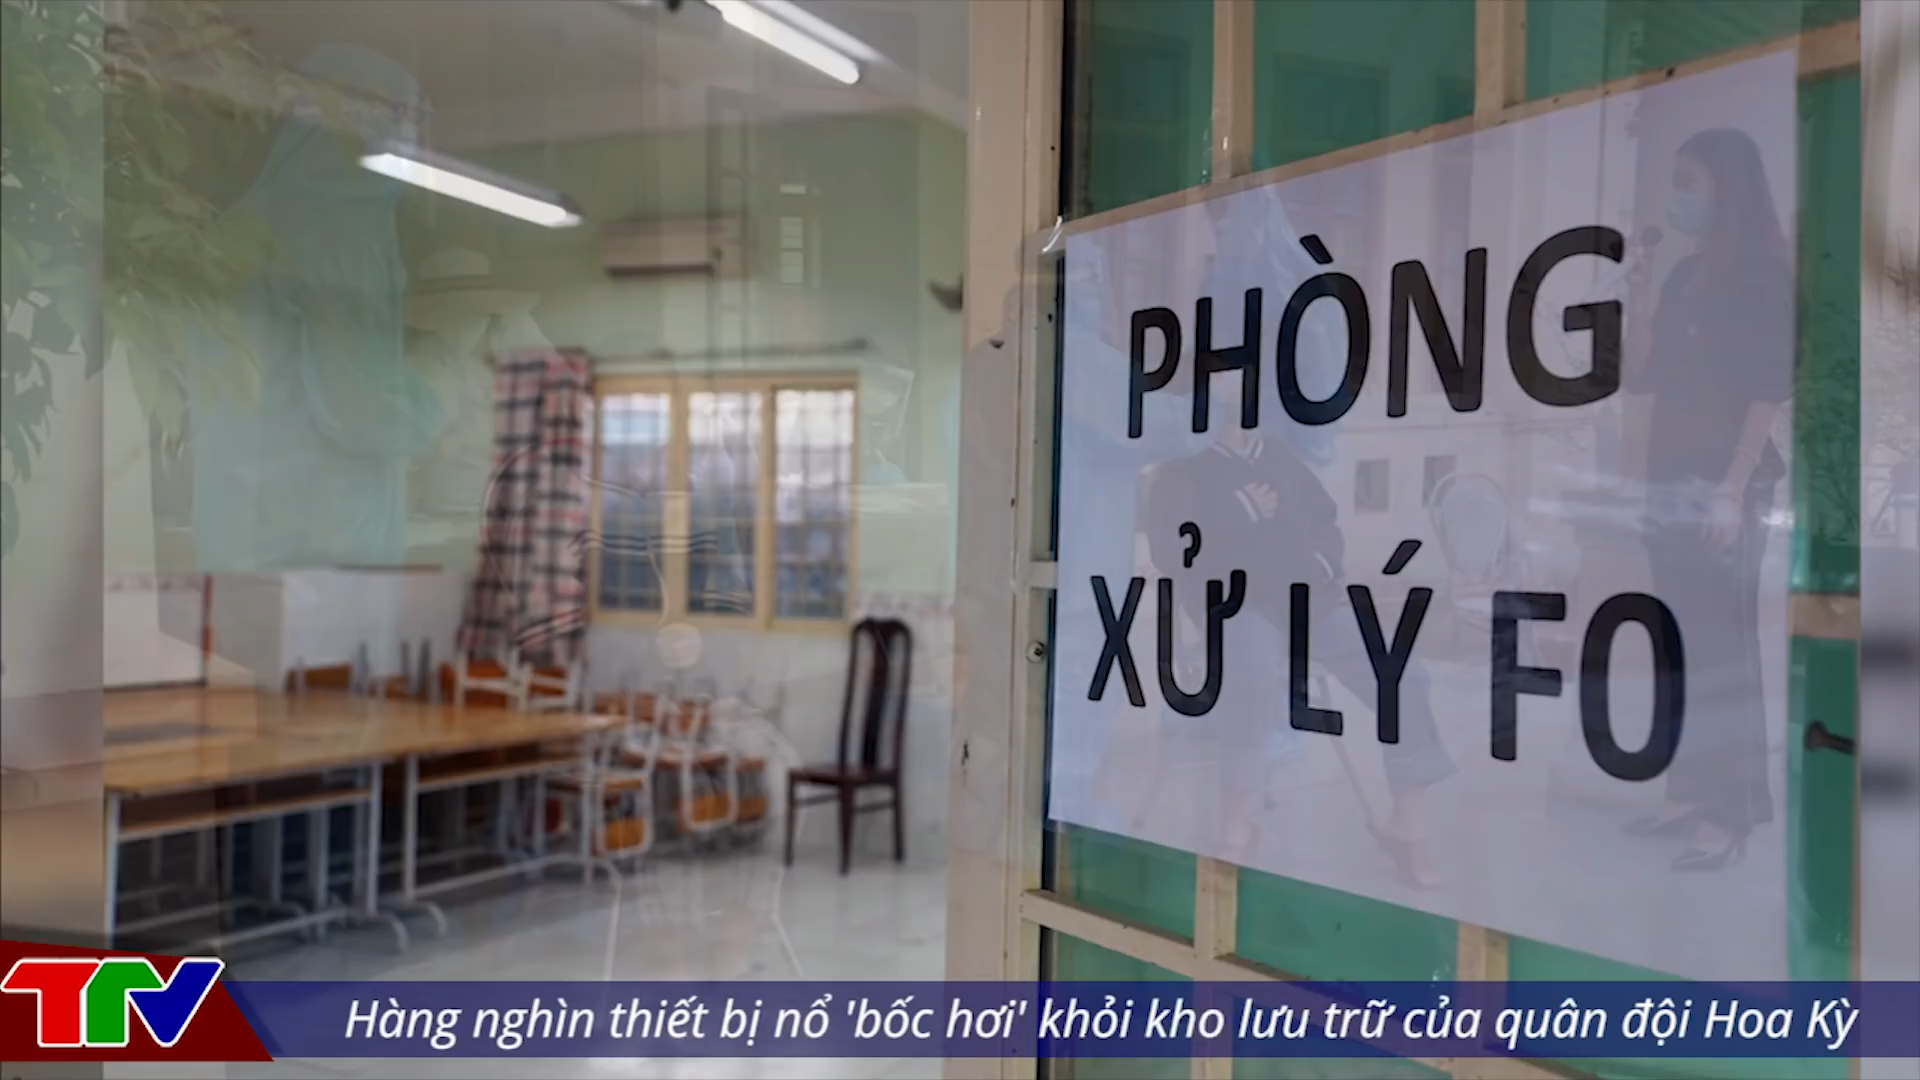 PHÒNG
XỬ LÝ FO
TTV Hàng nghìn thiết bị nổ 'bốc hơi' khỏi kho lưu trữ của quân đội Hoa Kỳ